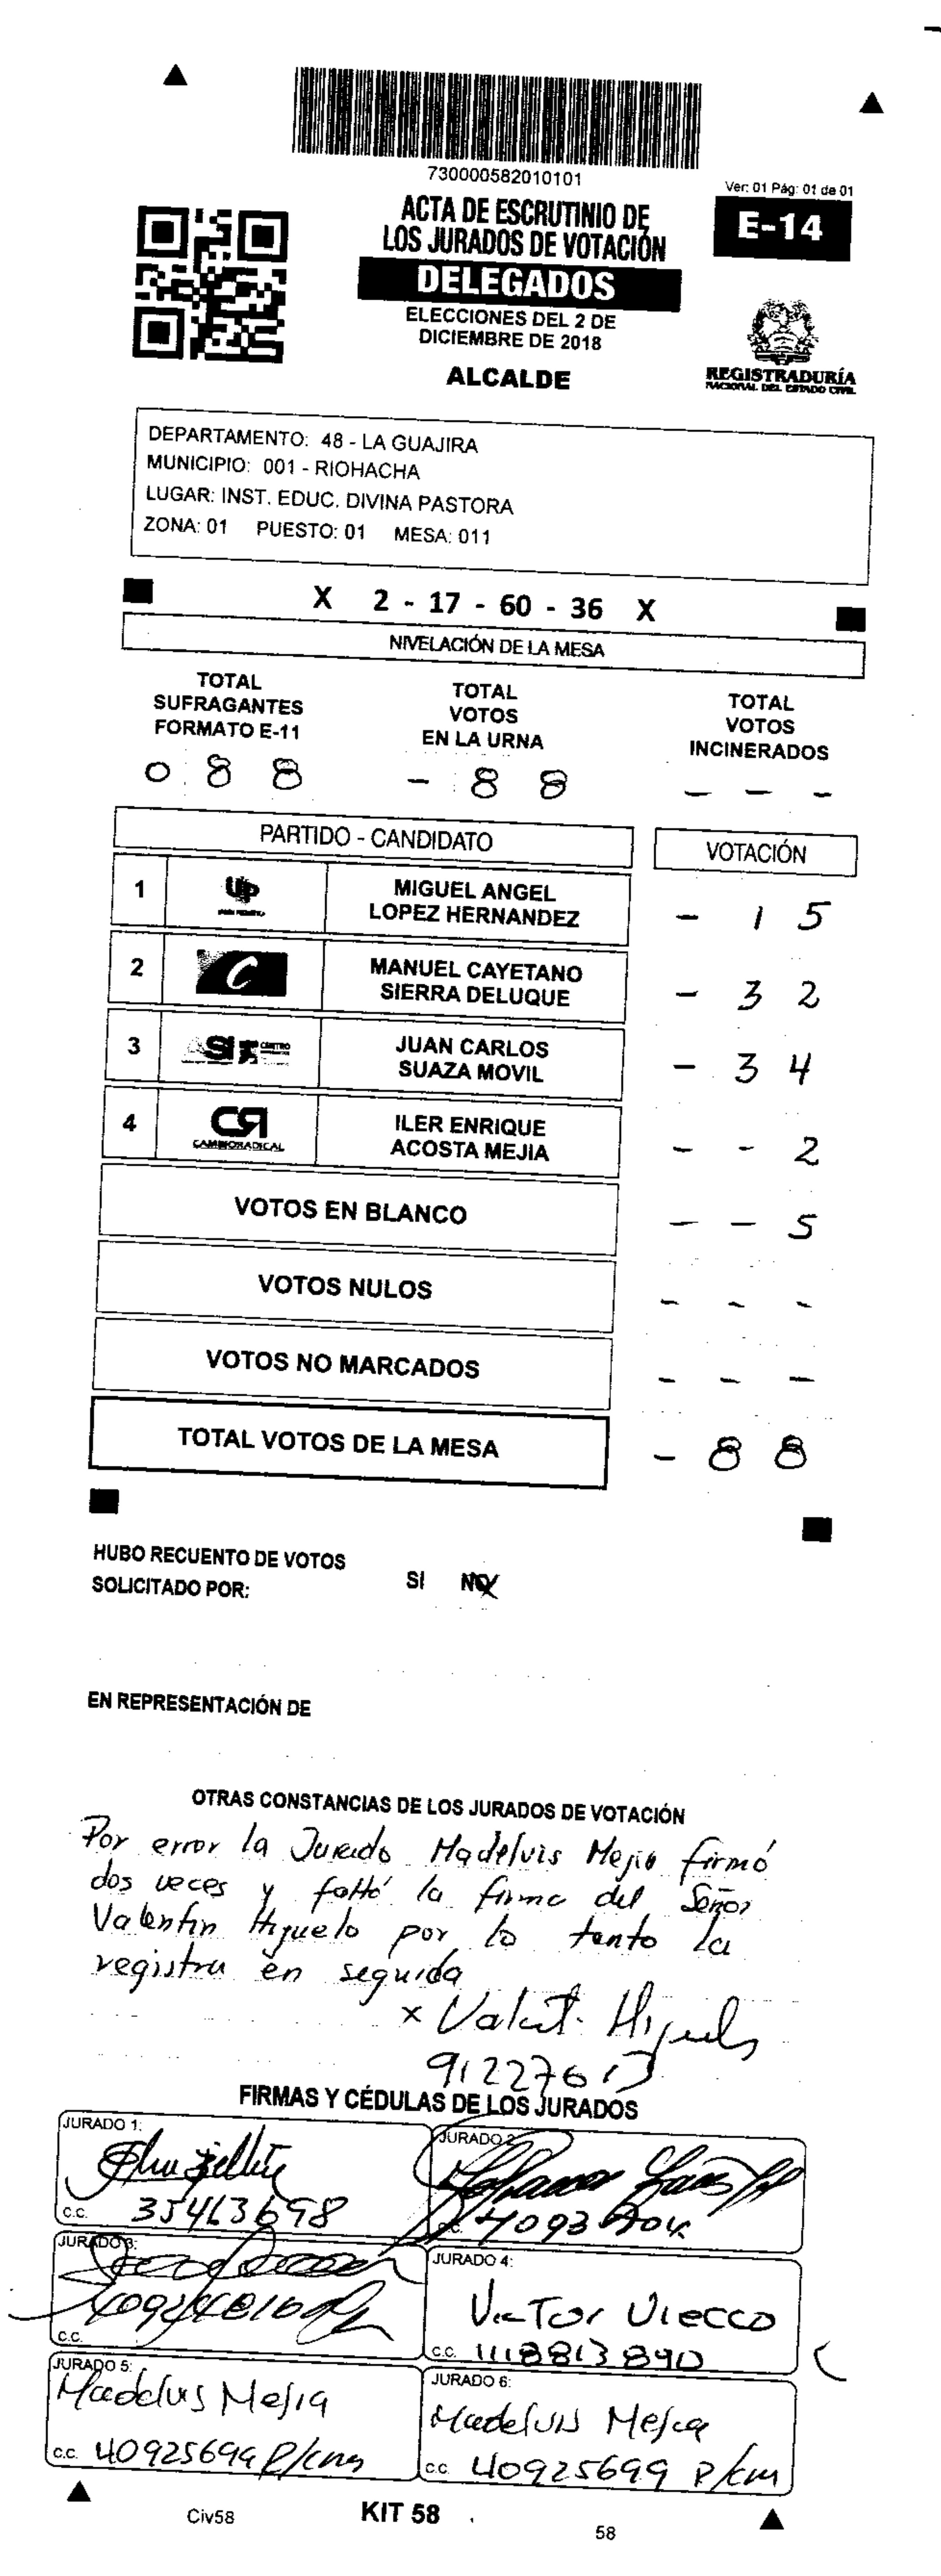 730000582010101
Ver: 01 Pág: 01 de 01
ACTA DE ESCRUTINIO DE
LOS JURADOS DE VOTACIÓN
E-14
DELEGADOS
ELECCIONES DEL 2 DE
DICIEMBRE DE 2018
ALCALDE
REGISTRADURÍA
NACIONAL DEL ESTADO CIVIL
DEPARTAMENTO: 48 - LA GUAJIRA
MUNICIPIO: 001 - RIOHACHA
LUGAR: INST. EDUC. DIVINA PASTORA
ZONA: 01 PUESTO: 01 MESA: 011
X 2 - 17 - 60 - 36 X
NIVELACIÓN DE LA MESA
TOTAL SUFRAGANTES FORMATO E-11
TOTAL VOTOS EN LA URNA
TOTAL VOTOS INCINERADOS
0 8 8 - 8 8 - - -
PARTIDO - CANDIDATO VOTACIÓN
1 UP MIGUEL ANGEL
LOPEZ HERNANDEZ - 1 5
2 C MANUEL CAYETANO
SIERRA DELUQUE - 3 2
3 ASI CENTRO JUAN CARLOS
SUAZA MOVIL - 3 4
4 CR CAMBIO RADICAL ILER ENRIQUE
ACOSTA MEJIA - - 2
VOTOS EN BLANCO - - 5
VOTOS NULOS - - -
VOTOS NO MARCADOS - - -
TOTAL VOTOS DE LA MESA - 8 8
HUBO RECUENTO DE VOTOS SI NO X
SOLICITADO POR:
EN REPRESENTACIÓN DE
OTRAS CONSTANCIAS DE LOS JURADOS DE VOTACIÓN
Por error la Jurado Madelvis Mejia firmó
dos veces y faltó la firma del Señor
Valentin Higuelo por lo tanto la
registra en seguida
x Valent. Higuelo
91227613
FIRMAS Y CÉDULAS DE LOS JURADOS
JURADO 1:
C.C. 35463698
JURADO 2:
C.C.
JURADO 3:
C.C.
JURADO 4:
Victor Viecco
C.C. 1118813890
JURADO 5:
Madelvis Mejia
C.C. 40925699 P/cm
JURADO 6:
Madelvis Mejia
C.C. 40925699 P/cm
Civ58 KIT 58 58